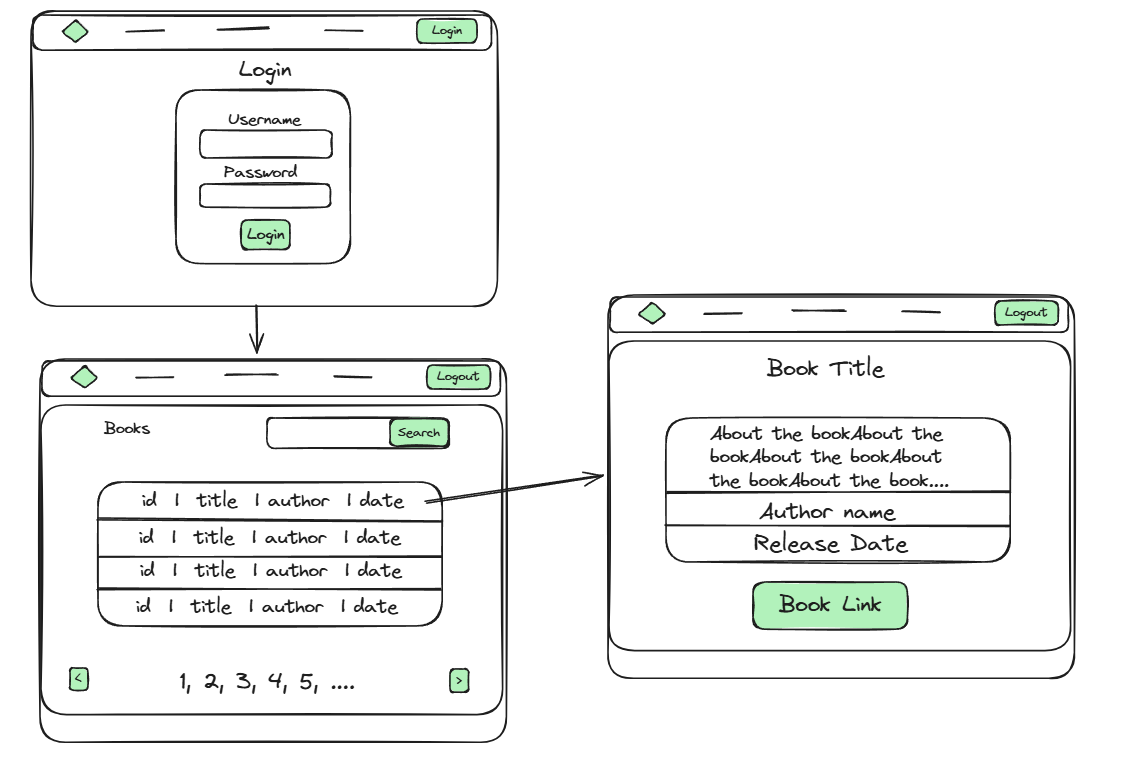 Login
Login
Username
Password
Login
Logout
Books
Search
id | title | author | date
id | title | author | date
id | title | author | date
id | title | author | date
< 1, 2, 3, 4, 5, .... >
Logout
Book Title
About the bookAbout the
bookAbout the bookAbout
the bookAbout the book....
Author name
Release Date
Book Link